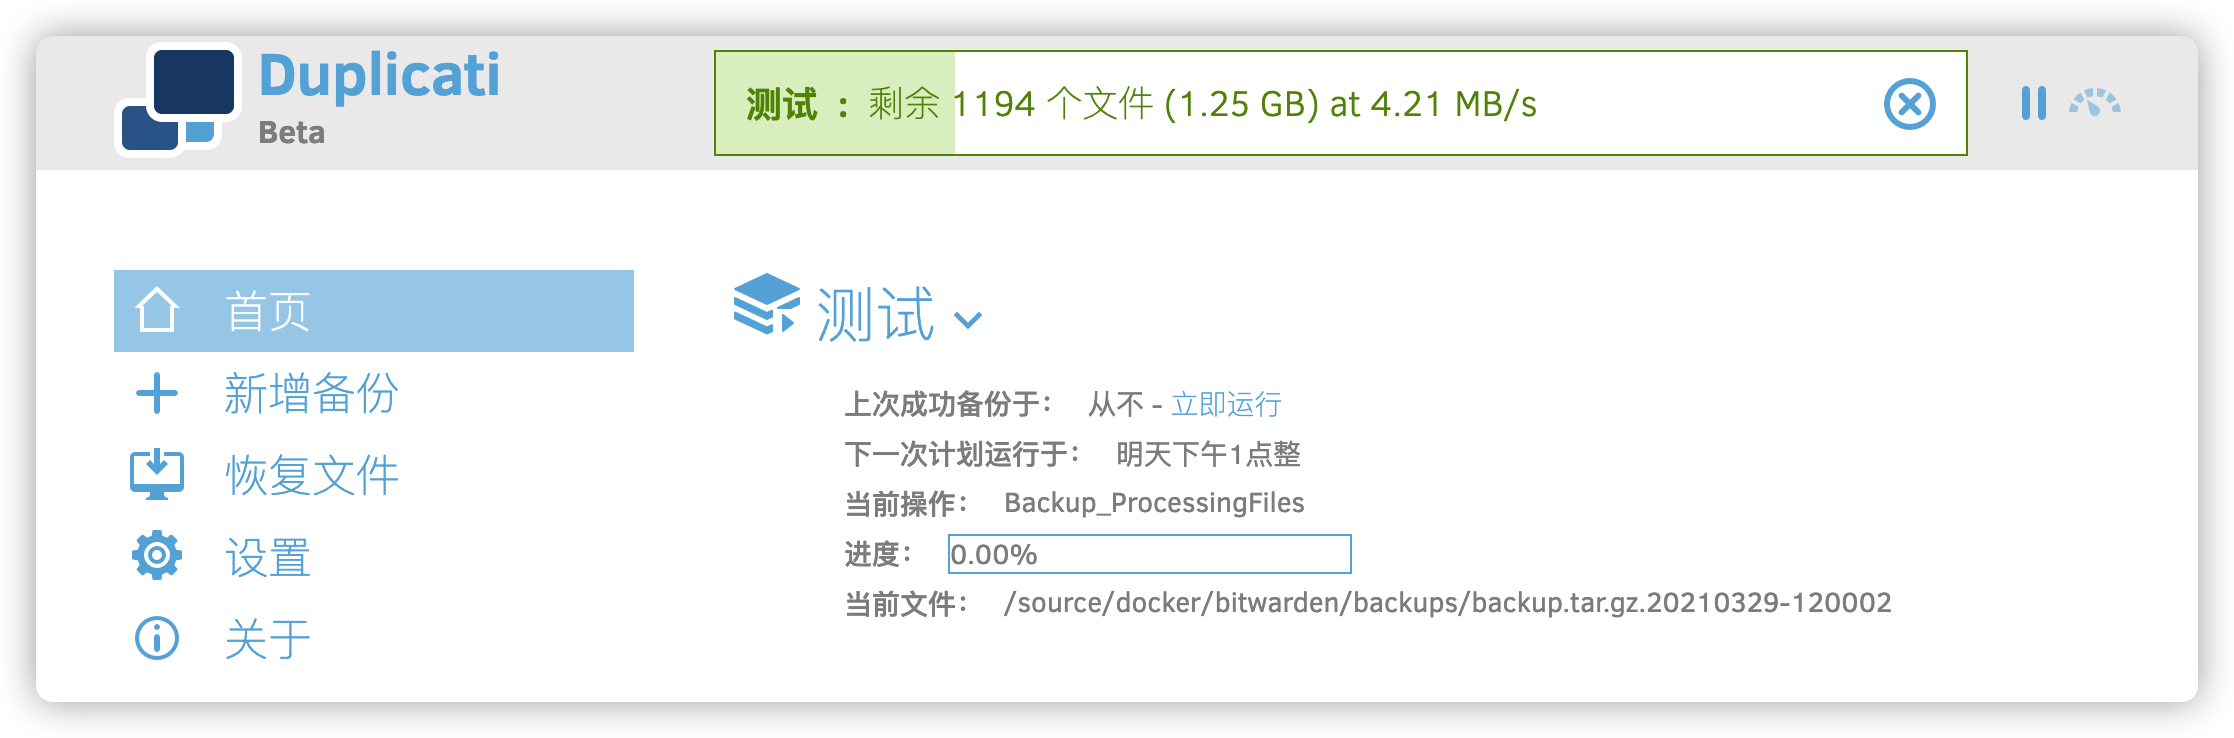 Duplicati
Beta
测试 ：剩余 1194 个文件 (1.25 GB) at 4.21 MB/s
首页
新增备份
恢复文件
设置
关于
测试
上次成功备份于： 从不 - 立即运行
下一次计划运行于： 明天下午1点整
当前操作： Backup_ProcessingFiles
进度： 0.00%
当前文件： /source/docker/bitwarden/backups/backup.tar.gz.20210329-120002